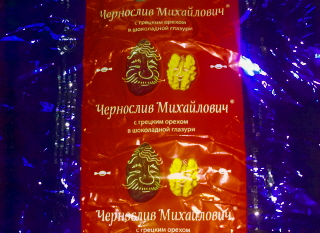 Чернослив Михайлович®
с грецким орехом
в шоколадной глазури
Чернослив Михайлович®
с грецким орехом
в шоколадной глазури
Чернослив Михайлович®
с грецким орехом